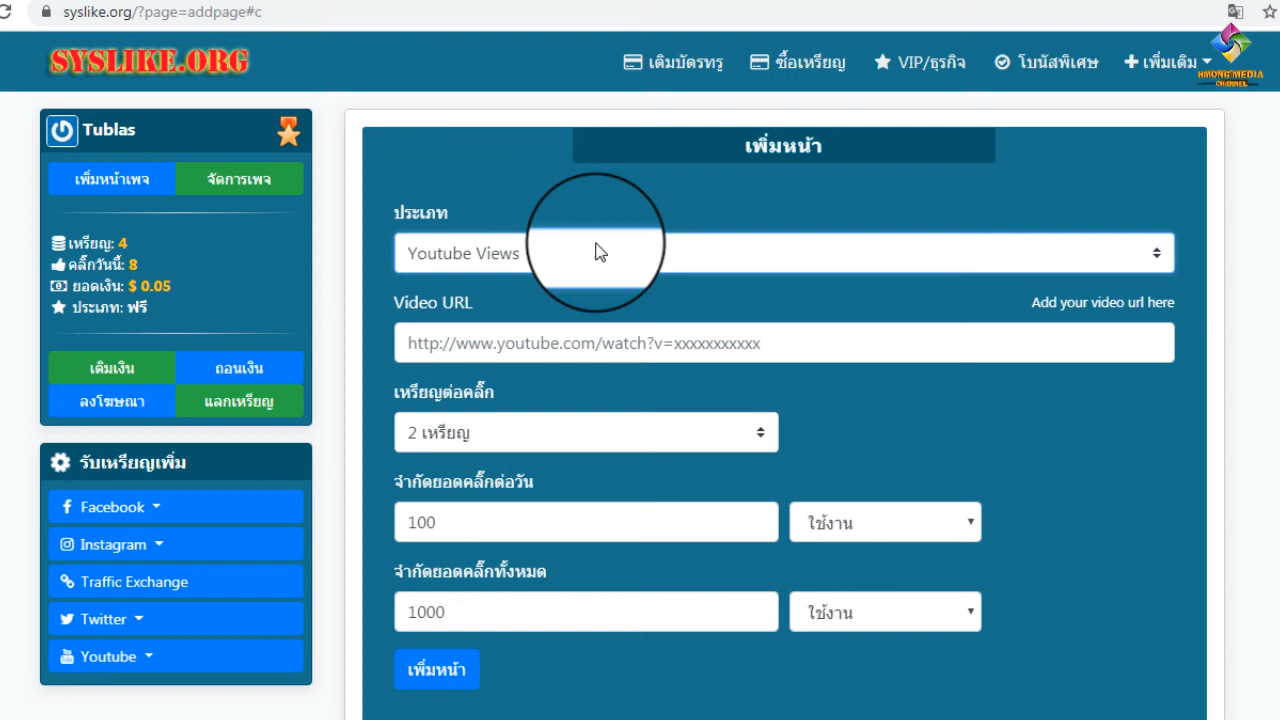 syslike.org/?page=addpage#c
SYSLIKE.ORG
เติมบัตรทรู
ซื้อเหรียญ
VIP/ธุรกิจ
โบนัสพิเศษ
เพิ่มเติม
HMONG MEDIA
CHANNEL
Tublas
เพิ่มหน้าเพจ
จัดการเพจ
เหรียญ: 4
คลิ๊กวันนี้: 8
ยอดเงิน: $ 0.05
ประเภท: ฟรี
เติมเงิน
ถอนเงิน
ลงโฆษณา
แลกเหรียญ
รับเหรียญเพิ่ม
Facebook
Instagram
Traffic Exchange
Twitter
Youtube
เพิ่มหน้า
ประเภท
Youtube Views
Video URL
Add your video url here
http://www.youtube.com/watch?v=xxxxxxxxxxx
เหรียญต่อคลิ๊ก
2 เหรียญ
จำกัดยอดคลิ๊กต่อวัน
100
ใช้งาน
จำกัดยอดคลิ๊กทั้งหมด
1000
ใช้งาน
เพิ่มหน้า